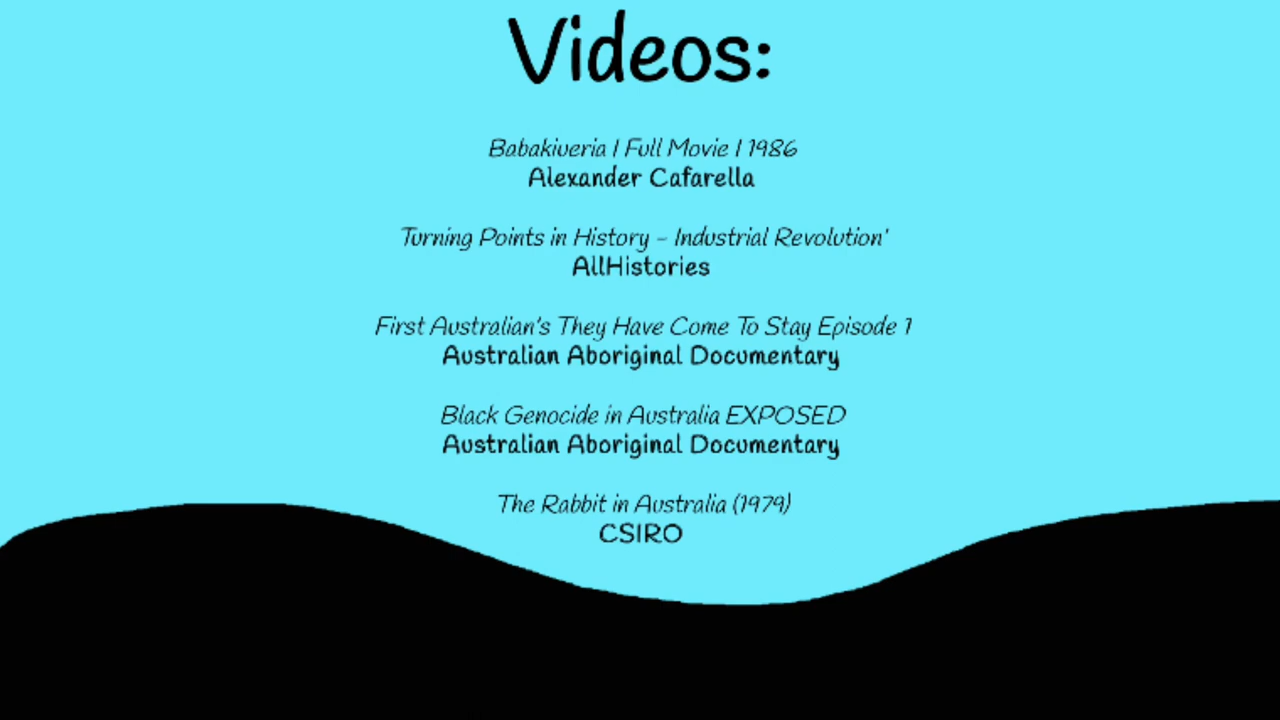 Videos:
Babakiueria | Full Movie | 1986
Alexander Cafarella
Turning Points in History - Industrial Revolution'
AllHistories
First Australian's They Have Come To Stay Episode 1
Australian Aboriginal Documentary
Black Genocide in Australia EXPOSED
Australian Aboriginal Documentary
The Rabbit in Australia (1979)
CSIRO